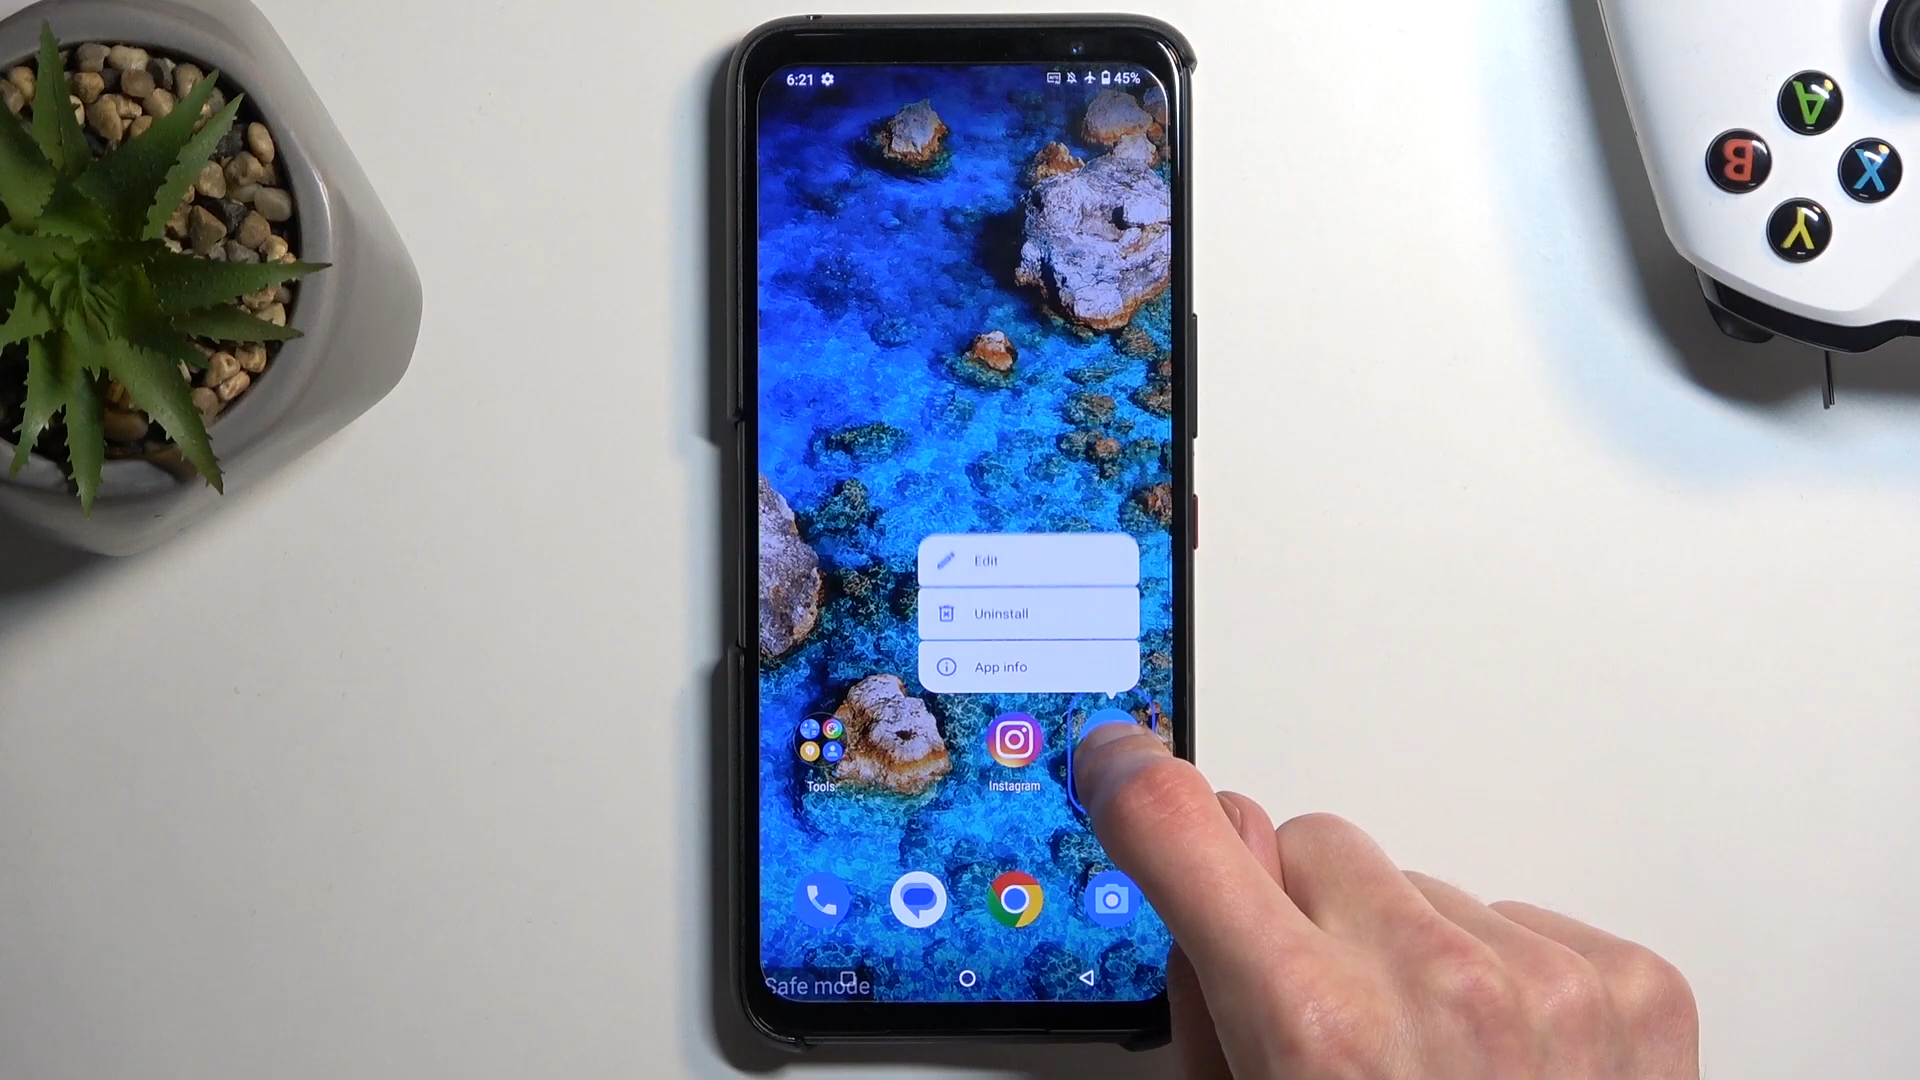 6:21 45%
Edit
Uninstall
App info
Tools
Instagram
Safe mode
A
B
X
Y